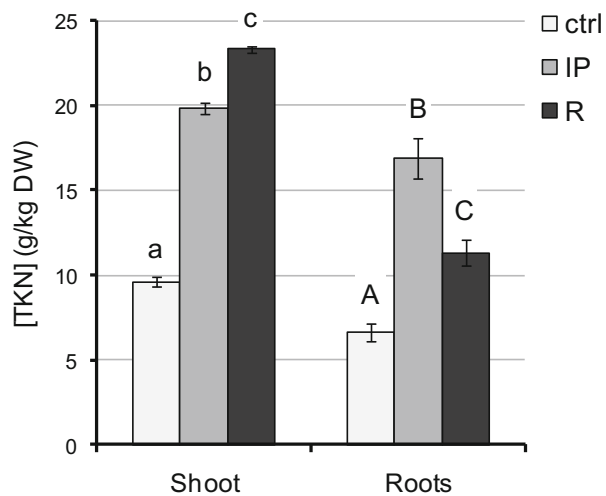 [TKN] (g/kg DW)
25
20
15
10
5
0
a
b
c
A
B
C
Shoot
Roots
ctrl
IP
R